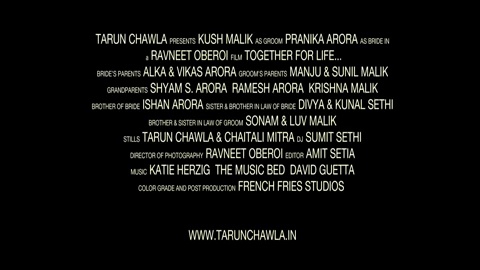 TARUN CHAWLA PRESENTS KUSH MALIK AS GROOM PRANIKA ARORA AS BRIDE IN
a RAVNEET OBEROI FILM TOGETHER FOR LIFE...
BRIDE'S PARENTS ALKA & VIKAS ARORA GROOM'S PARENTS MANJU & SUNIL MALIK
GRANDPARENTS SHYAM S. ARORA RAMESH ARORA KRISHNA MALIK
BROTHER OF BRIDE ISHAN ARORA SISTER & BROTHER IN LAW OF BRIDE DIVYA & KUNAL SETHI
BROTHER & SISTER IN LAW OF GROOM SONAM & LUV MALIK
STILLS TARUN CHAWLA & CHAITALI MITRA DJ SUMIT SETHI
DIRECTOR OF PHOTOGRAPHY RAVNEET OBEROI EDITOR AMIT SETIA
MUSIC KATIE HERZIG THE MUSIC BED DAVID GUETTA
COLOR GRADE AND POST PRODUCTION FRENCH FRIES STUDIOS
WWW.TARUNCHAWLA.IN